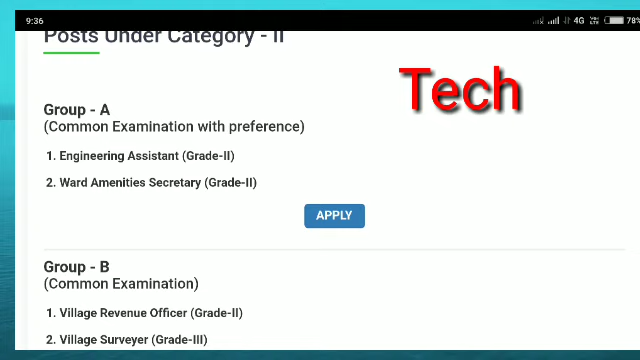 9:36
4G
78%
Posts Under Category - II
Tech
Group - A
(Common Examination with preference)
1. Engineering Assistant (Grade-II)
2. Ward Amenities Secretary (Grade-II)
APPLY
Group - B
(Common Examination)
1. Village Revenue Officer (Grade-II)
2. Village Surveyer (Grade-III)